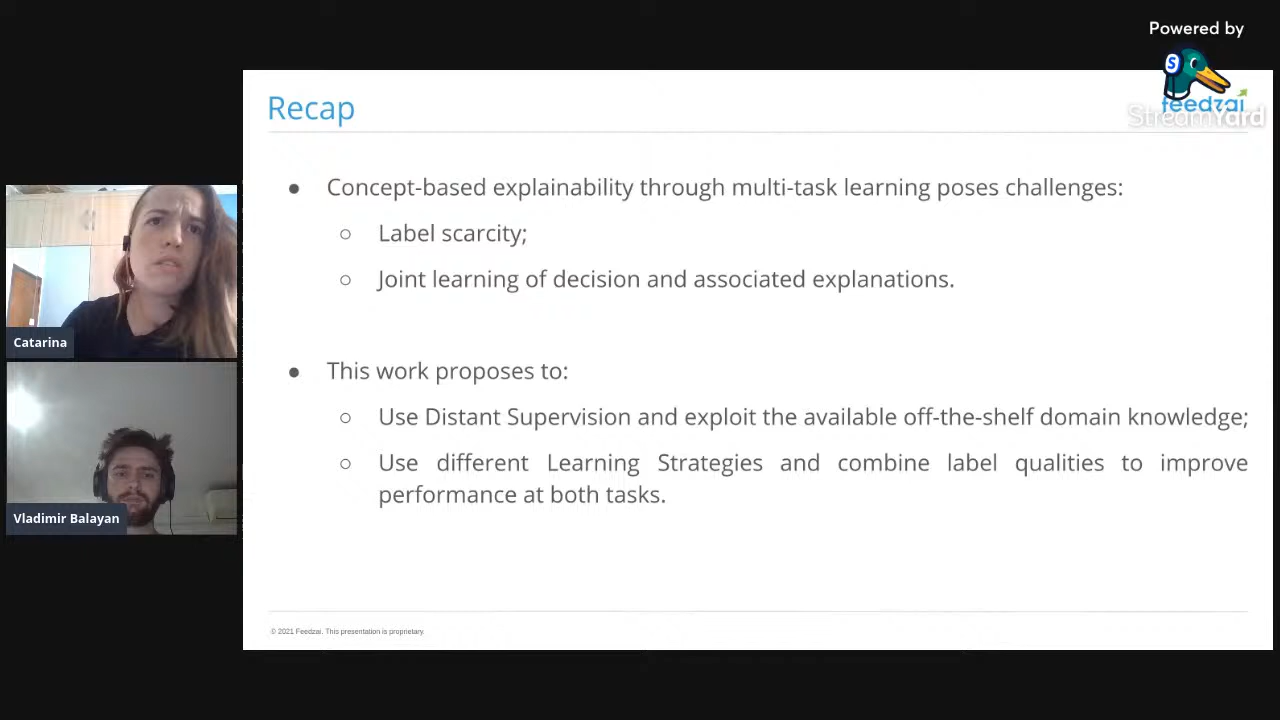 Powered by
S
feedzai
StreamYard
Recap
● Concept-based explainability through multi-task learning poses challenges:
○ Label scarcity;
○ Joint learning of decision and associated explanations.
● This work proposes to:
○ Use Distant Supervision and exploit the available off-the-shelf domain knowledge;
○ Use different Learning Strategies and combine label qualities to improve
performance at both tasks.
© 2021 Feedzai. This presentation is proprietary.
Catarina
Vladimir Balayan